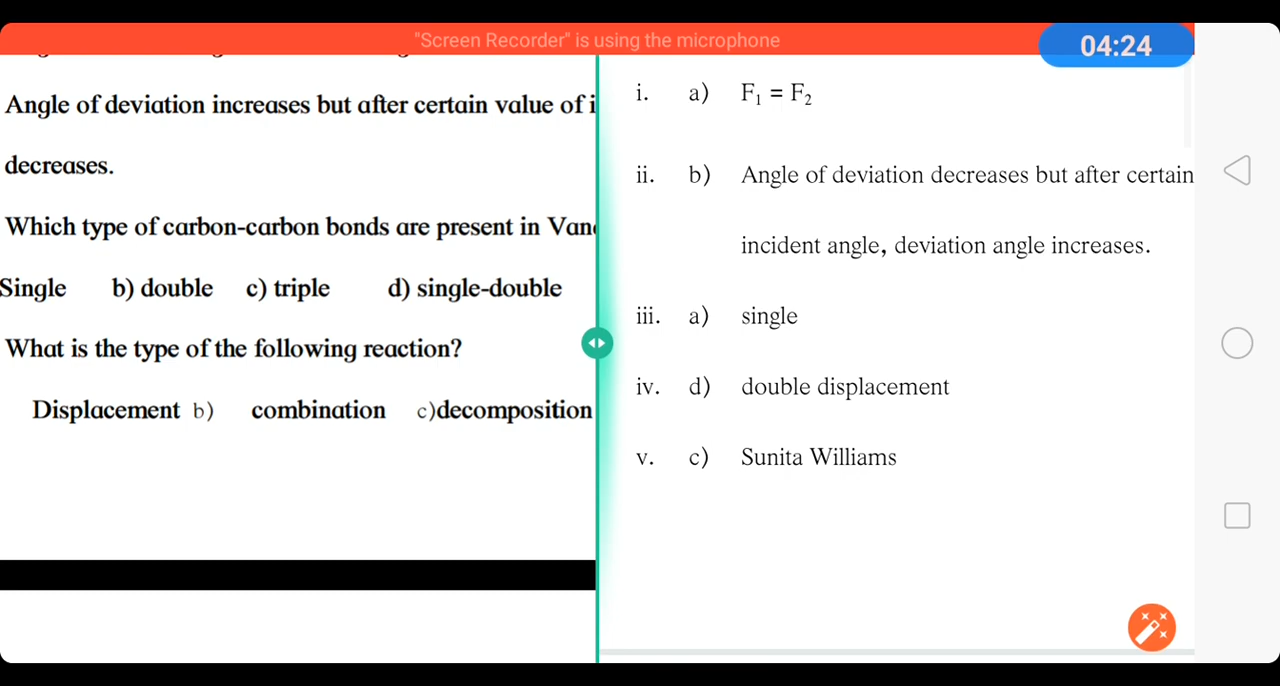 "Screen Recorder" is using the microphone
04:24
Angle of deviation increases but after certain value of i
decreases.
Which type of carbon-carbon bonds are present in Van
Single b) double c) triple d) single-double
What is the type of the following reaction?
Displacement b) combination c)decomposition
i. a) F₁ = F₂
ii. b) Angle of deviation decreases but after certain
incident angle, deviation angle increases.
iii. a) single
iv. d) double displacement
v. c) Sunita Williams